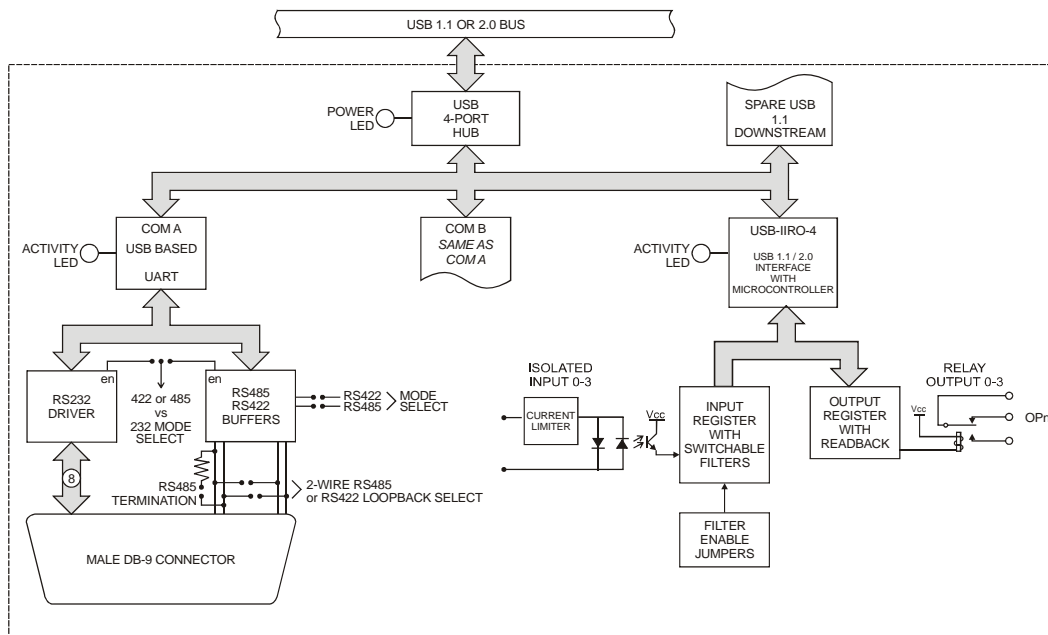 USB 1.1 OR 2.0 BUS
POWER
LED
USB
4-PORT
HUB
SPARE USB
1.1
DOWNSTREAM
ACTIVITY
LED
COM A
USB BASED
UART
COM B
SAME AS
COM A
ACTIVITY
LED
USB-IIRO-4
USB 1.1 / 2.0
INTERFACE
WITH
MICROCONTROLLER
RS232
DRIVER
en
422 or 485
vs
232 MODE
SELECT
en
RS485
RS422
BUFFERS
RS422
RS485
MODE
SELECT
8
RS485
TERMINATION
2-WIRE RS485
or RS422 LOOPBACK SELECT
MALE DB-9 CONNECTOR
ISOLATED
INPUT 0-3
CURRENT
LIMITER
Vcc
INPUT
REGISTER
WITH
SWITCHABLE
FILTERS
FILTER
ENABLE
JUMPERS
OUTPUT
REGISTER
WITH
READBACK
RELAY
OUTPUT 0-3
Vcc
OPn